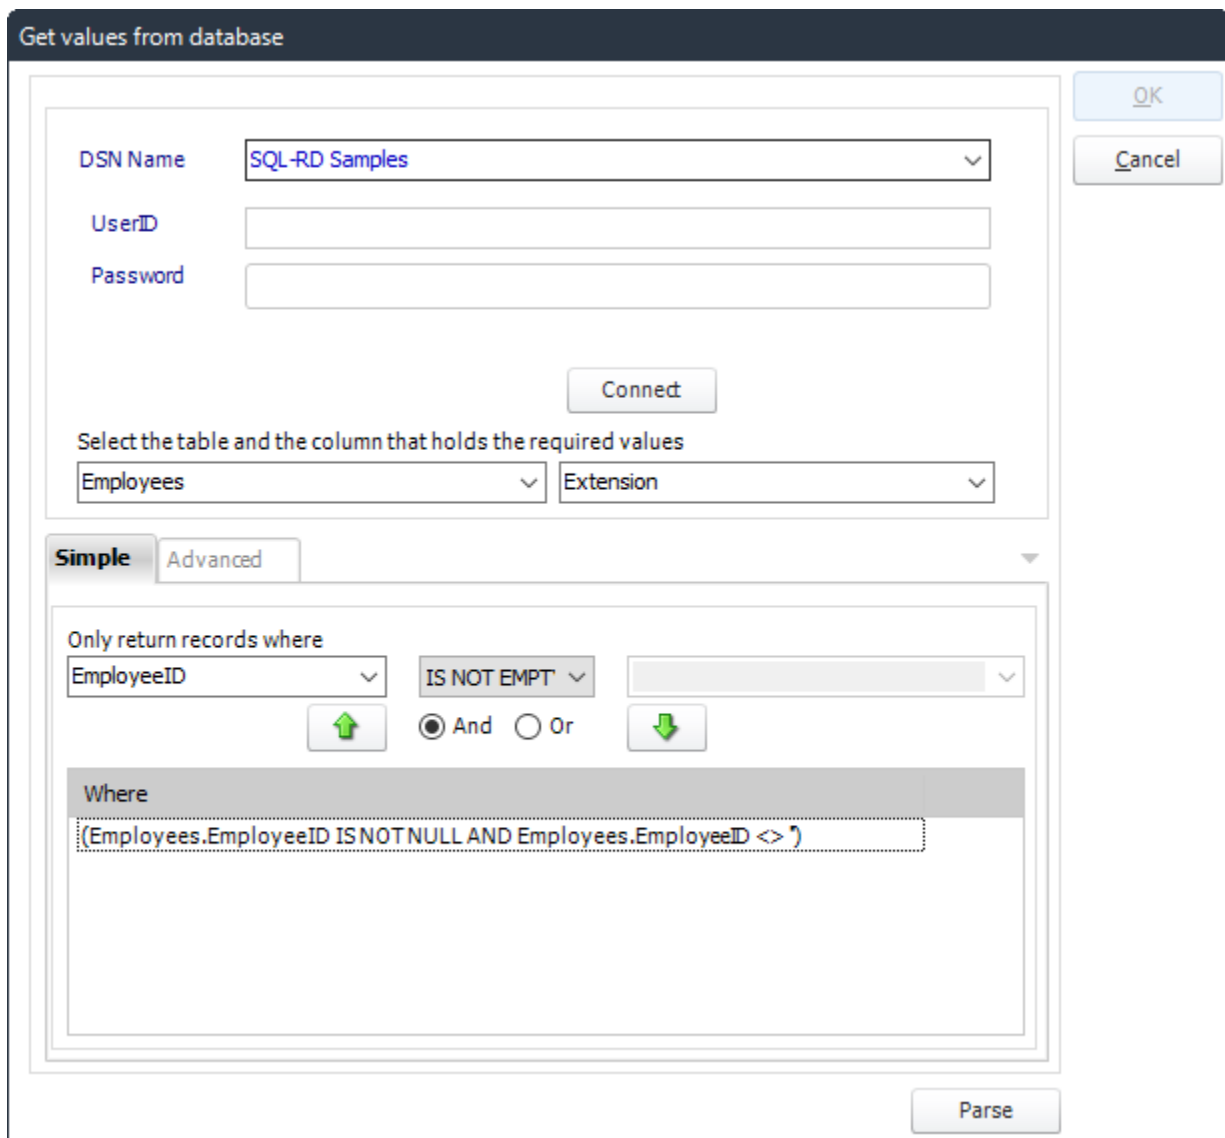 Get values from database
OK
DSN Name
SQL-RD Samples
Cancel
UserID
Password
Connect
Select the table and the column that holds the required values
Employees
Extension
Simple
Advanced
Only return records where
EmployeeID
IS NOT EMPT'
And
Or
Where
(Employees.EmployeeID IS NOT NULL AND Employees.EmployeeID <> '')
Parse